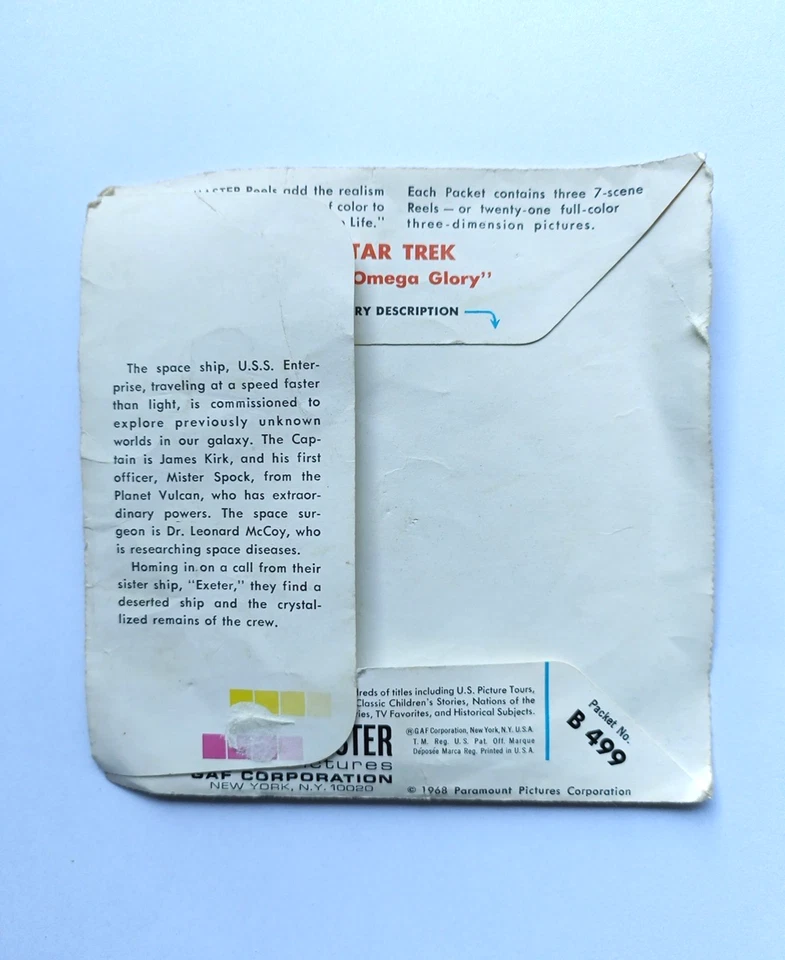 Reels add the realism
f color to
Life."
Each Packet contains three 7-scene
Reels — or twenty-one full-color
three-dimension pictures.
TAR TREK
Omega Glory"
RY DESCRIPTION
The space ship, U.S.S. Enter-
prise, traveling at a speed faster
than light, is commissioned to
explore previously unknown
worlds in our galaxy. The Cap-
tain is James Kirk, and his first
officer, Mister Spock, from the
Planet Vulcan, who has extraor-
dinary powers. The space sur-
geon is Dr. Leonard McCoy, who
is researching space diseases.
Homing in on a call from their
sister ship, "Exeter," they find a
deserted ship and the crystal-
lized remains of the crew.
dreds of titles including U.S. Picture Tours,
Classic Children's Stories, Nations of the
ies, TV Favorites, and Historical Subjects.
STER
ctures
GAF CORPORATION
NEW YORK, N.Y. 10020
®GAF Corporation, New York, N.Y. U.S.A.
T. M. Reg. U.S. Pat. Off. Marque
Déposée Marca Reg. Printed in U.S.A.
© 1968 Paramount Pictures Corporation
Packet No.
B 499